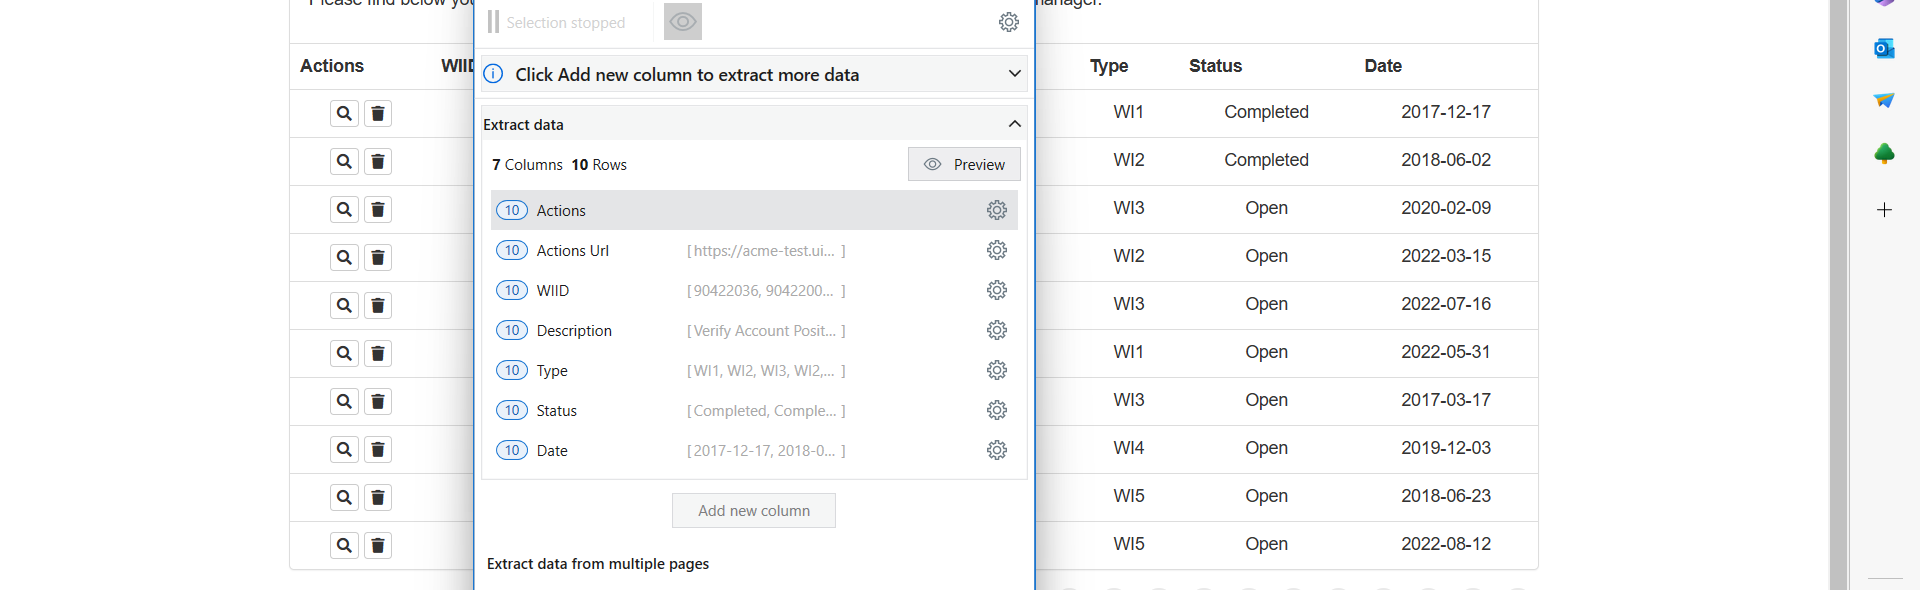 Please find below you
manager.
Selection stopped
Click Add new column to extract more data
Extract data
7 Columns 10 Rows
Preview
10 Actions
10 Actions Url [https://acme-test.ui... ]
10 WIID [90422036, 9042200... ]
10 Description [Verify Account Posit... ]
10 Type [WI1, WI2, WI3, WI2,... ]
10 Status [Completed, Comple... ]
10 Date [2017-12-17, 2018-0... ]
Add new column
Extract data from multiple pages
Actions WIID Type Status Date
WI1 Completed 2017-12-17
WI2 Completed 2018-06-02
WI3 Open 2020-02-09
WI2 Open 2022-03-15
WI3 Open 2022-07-16
WI1 Open 2022-05-31
WI3 Open 2017-03-17
WI4 Open 2019-12-03
WI5 Open 2018-06-23
WI5 Open 2022-08-12